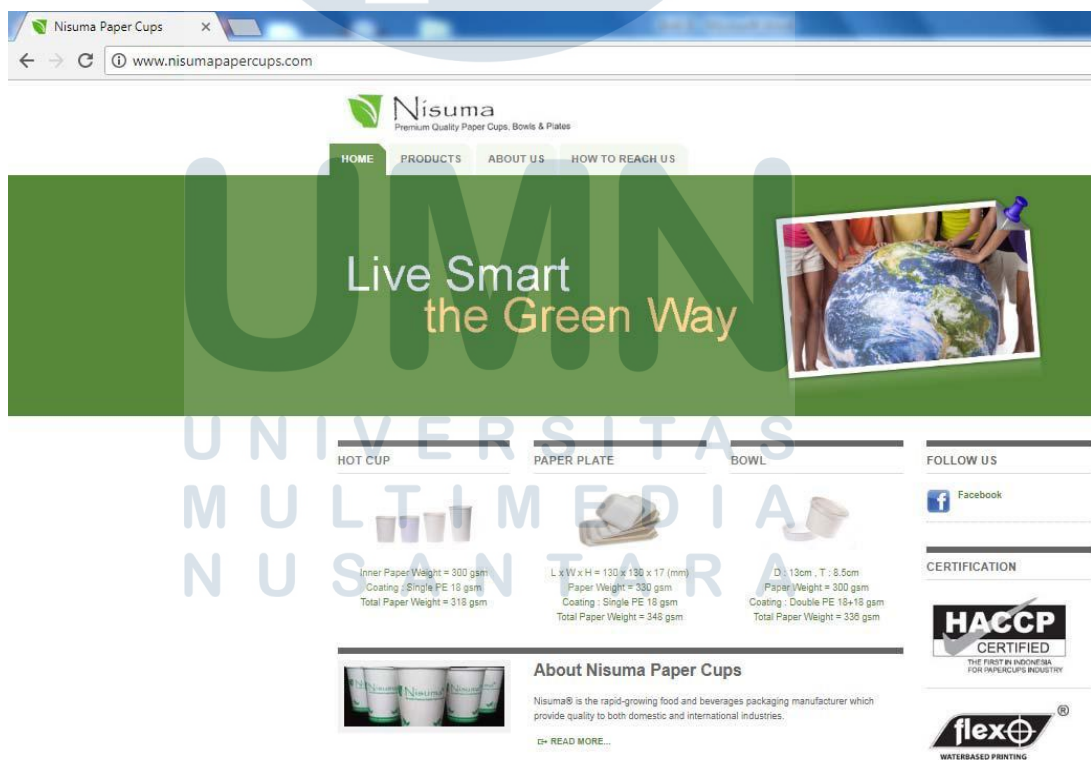 Nisuma Paper Cups
www.nisumapapercups.com
Nisuma
Premium Quality Paper Cups, Bowls & Plates
HOME PRODUCTS ABOUT US HOW TO REACH US
Live Smart
the Green Way
UMN
UNIVERSITAS
MULTIMEDIA
NUSANTARA
HOT CUP
Inner Paper Weight = 300 gsm
Coating : Single PE 18 gsm
Total Paper Weight = 318 gsm
PAPER PLATE
L x W x H = 130 x 130 x 17 (mm)
Paper Weight = 330 gsm
Coating : Single PE 18 gsm
Total Paper Weight = 348 gsm
BOWL
D : 13cm , T : 8.5cm
Paper Weight = 300 gsm
Coating : Double PE 18+18 gsm
Total Paper Weight = 336 gsm
FOLLOW US
Facebook
CERTIFICATION
HACCP
CERTIFIED
THE FIRST IN INDONESIA
FOR PAPERCUPS INDUSTRY
flex
®
WATERBASED PRINTING
Nisuma
About Nisuma Paper Cups
Nisuma® is the rapid-growing food and beverages packaging manufacturer which
provide quality to both domestic and international industries.
READ MORE...